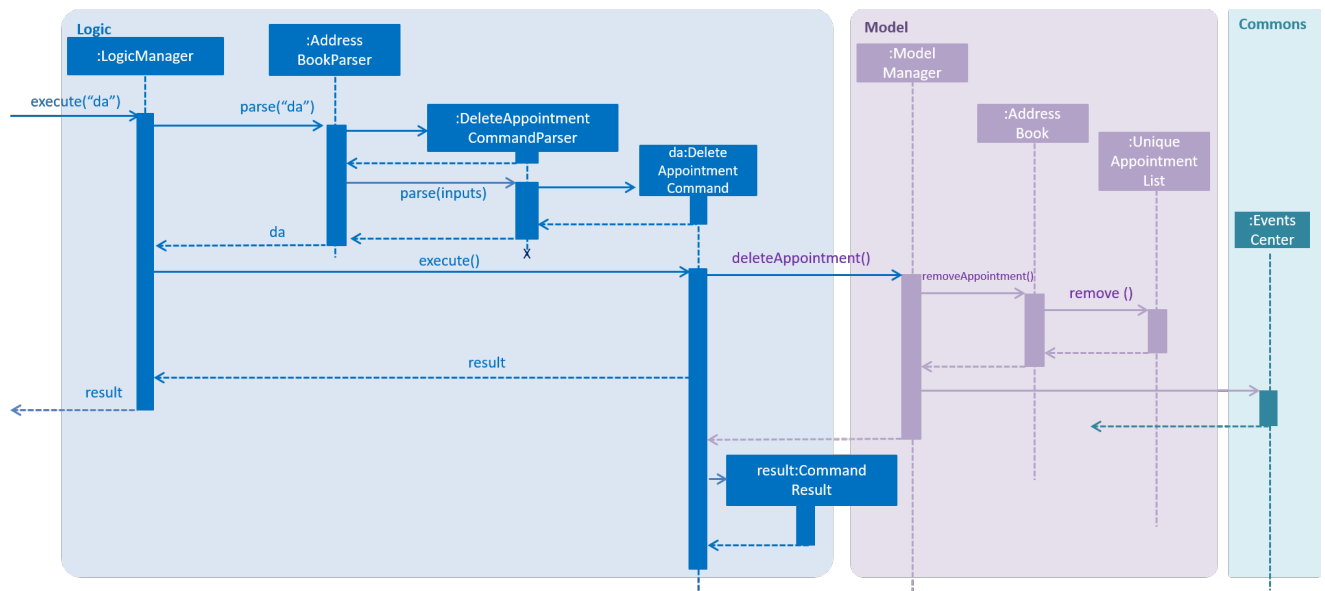 Logic
Model
Commons
:LogicManager
:Address
BookParser
:Model
Manager
execute(“da”)
parse(“da”)
:DeleteAppointment
CommandParser
:Address
Book
:Unique
Appointment
List
da:Delete
Appointment
Command
parse(inputs)
:Events
Center
da
execute()
deleteAppointment()
removeAppointment()
remove ()
result
result
X
result:Command
Result